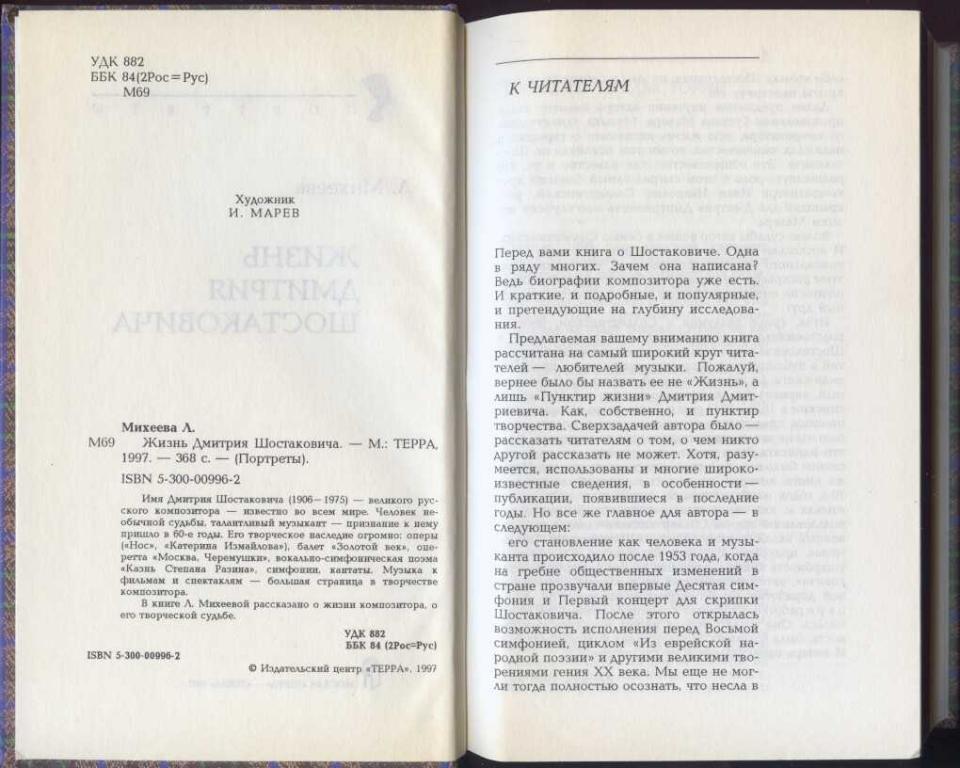 УДК 882
ББК 84(2Рос=Рус)
М69
Художник
И. МАРЕВ
Михеева Л.
М69 Жизнь Дмитрия Шостаковича. — М.: ТЕРРА,
1997. — 368 с. — (Портреты).
ISBN 5-300-00996-2
Имя Дмитрия Шостаковича (1906—1975) — великого рус-
ского композитора — известно во всем мире. Человек не-
обычной судьбы, талантливый музыкант — признание к нему
пришло в 60-е годы. Его творческое наследие огромно: оперы
(«Нос», «Катерина Измайлова»), балет «Золотой век», опе-
ретта «Москва, Черемушки», вокально-симфоническая поэма
«Казнь Степана Разина», симфонии, кантаты. Музыка к
фильмам и спектаклям — большая страница в творчестве
композитора.
В книге Л. Михеевой рассказано о жизни композитора, о
его творческой судьбе.
УДК 882
ББК 84 (2Рос=Рус)
ISBN 5-300-00996-2
© Издательский центр «ТЕРРА», 1997
К ЧИТАТЕЛЯМ
Перед вами книга о Шостаковиче. Одна
в ряду многих. Зачем она написана?
Ведь биографии композитора уже есть.
И краткие, и подробные, и популярные,
и претендующие на глубину исследова-
ния.
Предлагаемая вашему вниманию книга
рассчитана на самый широкий круг чита-
телей — любителей музыки. Пожалуй,
вернее было бы назвать ее не «Жизнь», а
лишь «Пунктир жизни» Дмитрия Дмит-
риевича. Как, собственно, и пунктир
творчества. Сверхзадачей автора было —
рассказать читателям о том, о чем никто
другой рассказать не может. Хотя, разу-
меется, использованы и многие широко-
известные сведения, в особенности —
публикации, появившиеся в последние
годы. Но все же главное для автора — в
следующем:
его становление как человека и музы-
канта происходило после 1953 года, когда
на гребне общественных изменений в
стране прозвучали впервые Десятая сим-
фония и Первый концерт для скрипки
Шостаковича. После этого открылась
возможность исполнения перед Восьмой
симфонией, циклом «Из еврейской на-
родной поэзии» и другими великими тво-
рениями гения XX века. Мы еще не мог-
ли тогда полностью осознать, что несла в